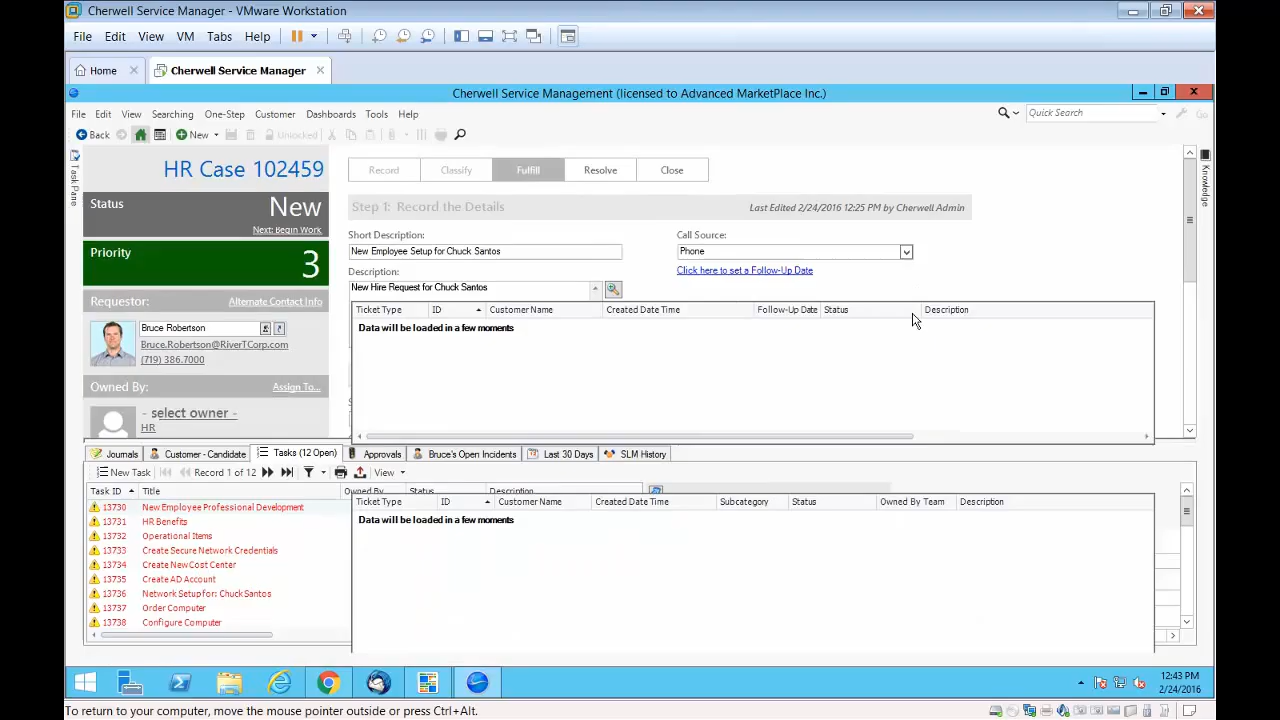 Cherwell Service Manager - VMware Workstation
File Edit View VM Tabs Help
Home Cherwell Service Manager
Cherwell Service Management (licensed to Advanced MarketPlace Inc.)
File Edit View Searching One-Step Customer Dashboards Tools Help Quick Search
Back New Unlocked Go
Task Pane
Knowledge
HR Case 102459
Status New
Next: Begin Work
Priority 3
Requestor: Alternate Contact Info
Bruce Robertson
Bruce.Robertson@RiverTCorp.com
(719) 386.7000
Owned By: Assign To...
- select owner -
HR
Record Classify Fulfill Resolve Close
Step 1: Record the Details Last Edited 2/24/2016 12:25 PM by Cherwell Admin
Short Description: Call Source:
New Employee Setup for Chuck Santos Phone
Description: Click here to set a Follow-Up Date
New Hire Request for Chuck Santos
Ticket Type ID Customer Name Created Date Time Follow-Up Date Status Description
Data will be loaded in a few moments
Journals Customer - Candidate Tasks (12 Open) Approvals Bruce's Open Incidents Last 30 Days SLM History
New Task Record 1 of 12 View
Task ID Title Owned By Status Description
Ticket Type ID Customer Name Created Date Time Subcategory Status Owned By Team Description
Data will be loaded in a few moments
13730 New Employee Professional Development
13731 HR Benefits
13732 Operational Items
13733 Create Secure Network Credentials
13734 Create New Cost Center
13735 Create AD Account
13736 Network Setup for: Chuck Santos
13737 Order Computer
13738 Configure Computer
12:43 PM
2/24/2016
To return to your computer, move the mouse pointer outside or press Ctrl+Alt.